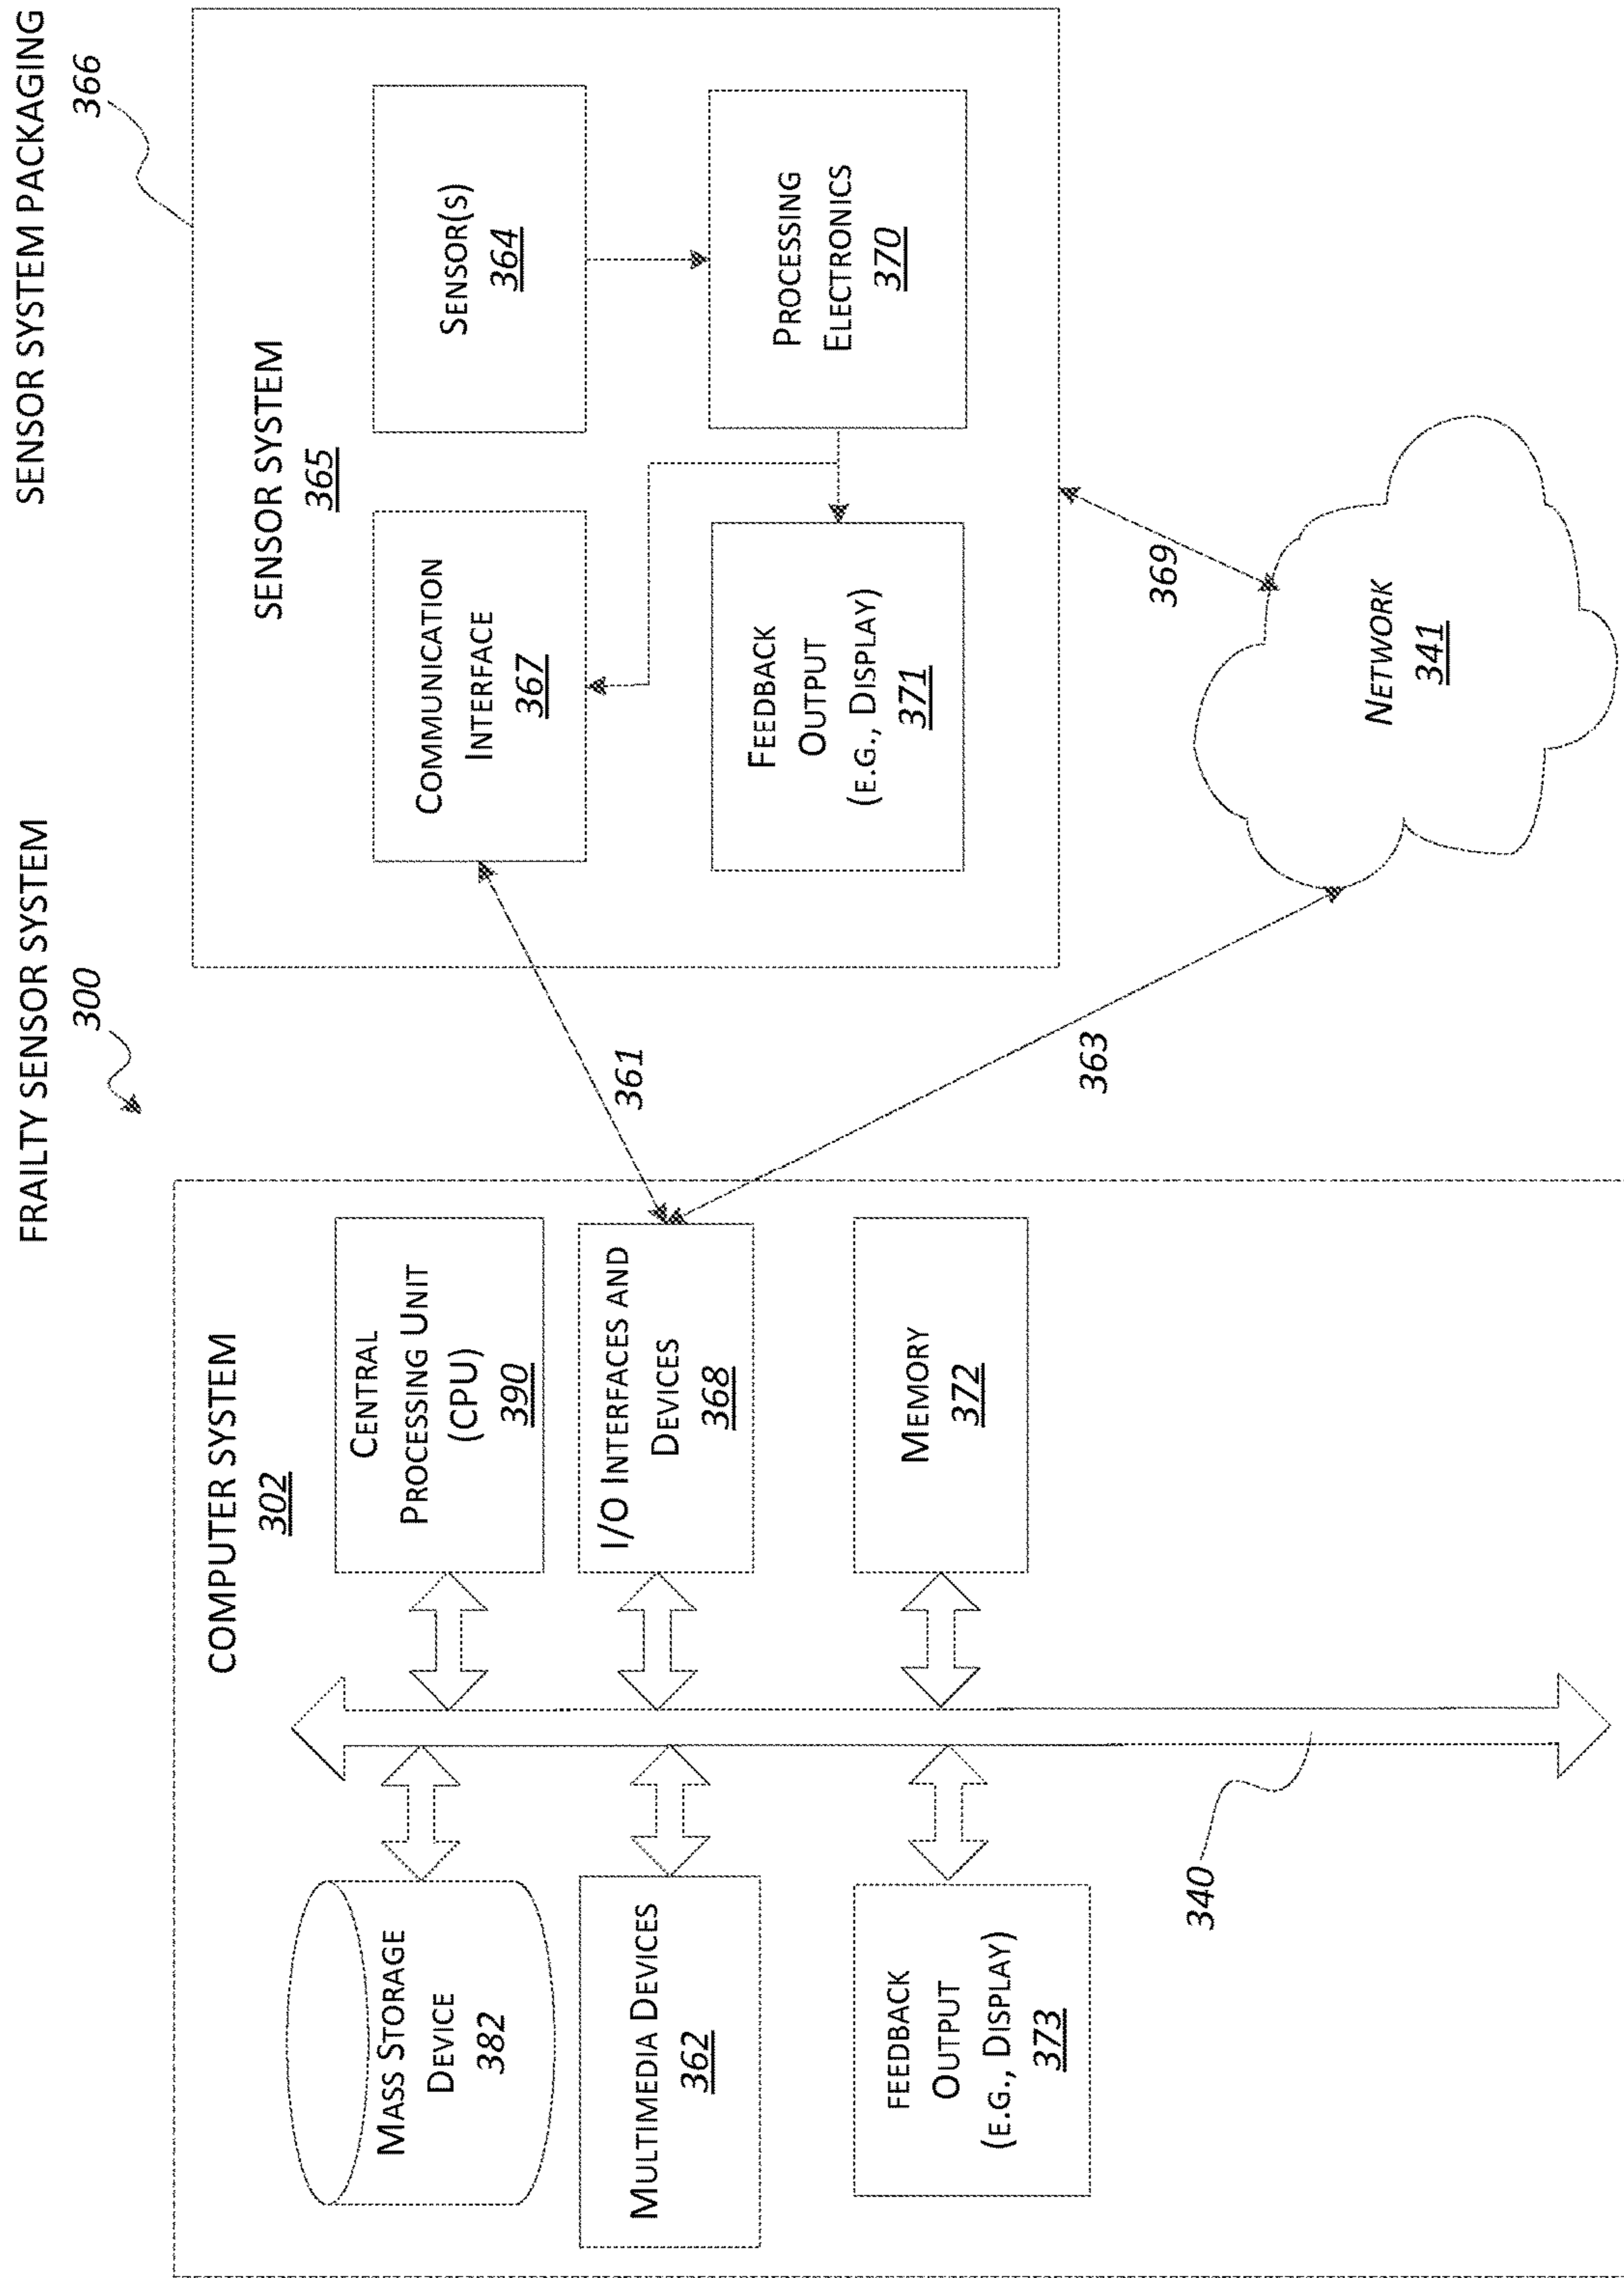 FRAILTY SENSOR SYSTEM
300
SENSOR SYSTEM PACKAGING
366
COMPUTER SYSTEM
302
MASS STORAGE
DEVICE
382
MULTIMEDIA DEVICES
362
FEEDBACK
OUTPUT
(E.G., DISPLAY)
373
340
CENTRAL
PROCESSING UNIT
(CPU)
390
I/O INTERFACES AND
DEVICES
368
MEMORY
372
361
363
SENSOR SYSTEM
365
COMMUNICATION
INTERFACE
367
SENSOR(S)
364
FEEDBACK
OUTPUT
(E.G., DISPLAY)
371
PROCESSING
ELECTRONICS
370
369
NETWORK
341